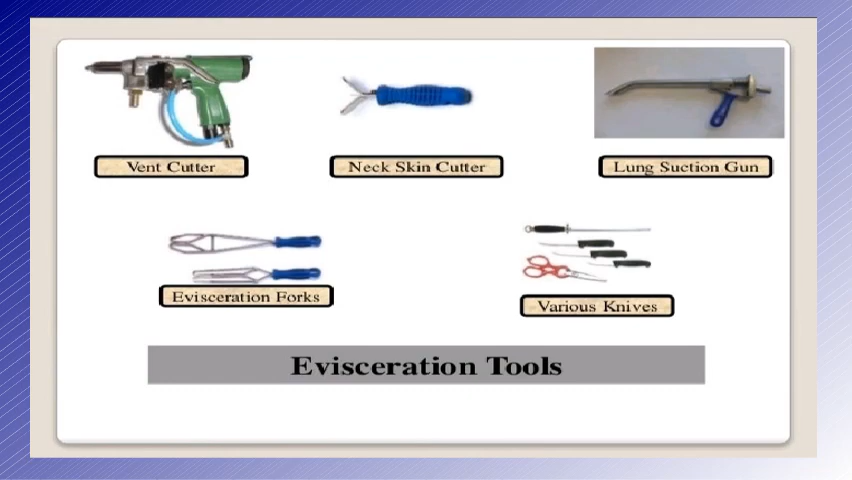 Vent Cutter
Neck Skin Cutter
Lung Suction Gun
Evisceration Forks
Various Knives
Evisceration Tools